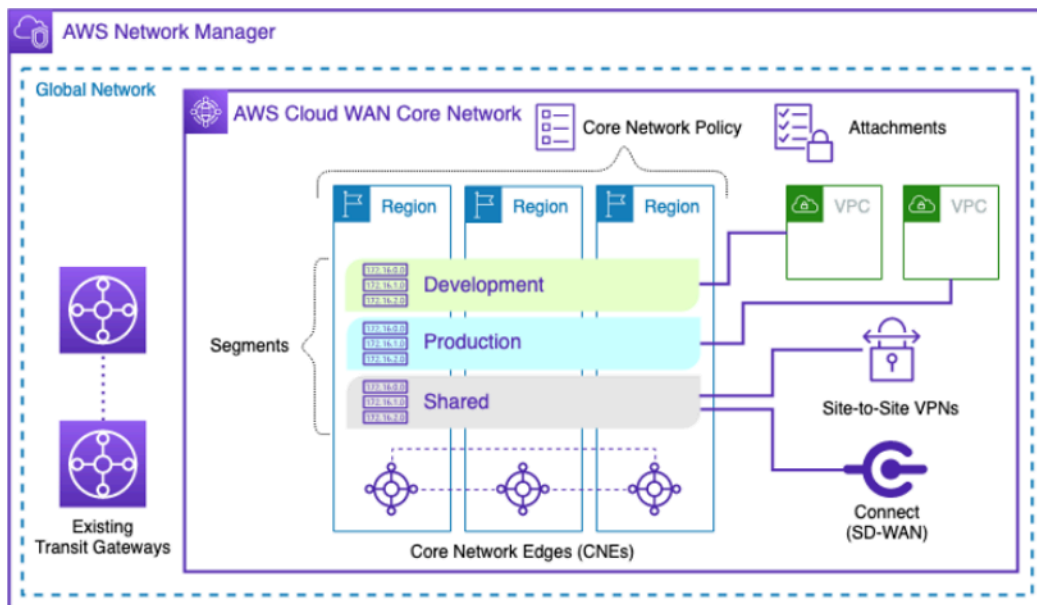 AWS Network Manager
Global Network
AWS Cloud WAN Core Network
Core Network Policy
Attachments
Region
Region
Region
VPC
VPC
172.16.0.0
172.16.1.0
172.16.2.0
Development
Segments
172.16.0.0
172.16.1.0
172.16.2.0
Production
172.16.0.0
172.16.1.0
172.16.2.0
Shared
Site-to-Site VPNs
Existing
Transit Gateways
Core Network Edges (CNEs)
Connect
(SD-WAN)